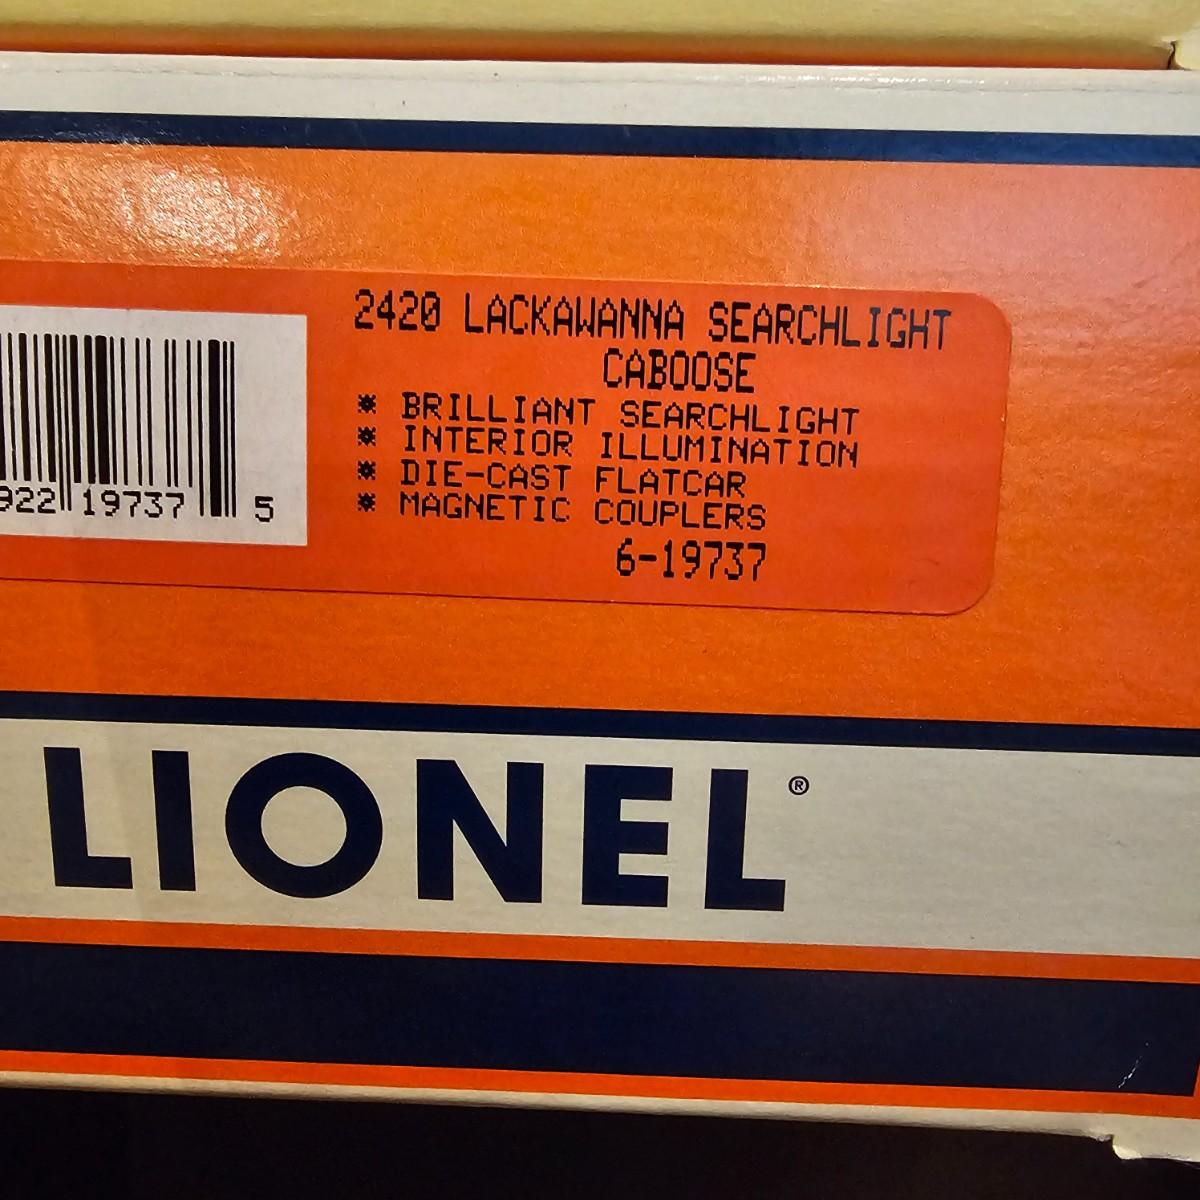 2420 LACKAWANNA SEARCHLIGHT
CABOOSE
* BRILLIANT SEARCHLIGHT
* INTERIOR ILLUMINATION
* DIE-CAST FLATCAR
* MAGNETIC COUPLERS
6-19737
922 19737 5
LIONEL®